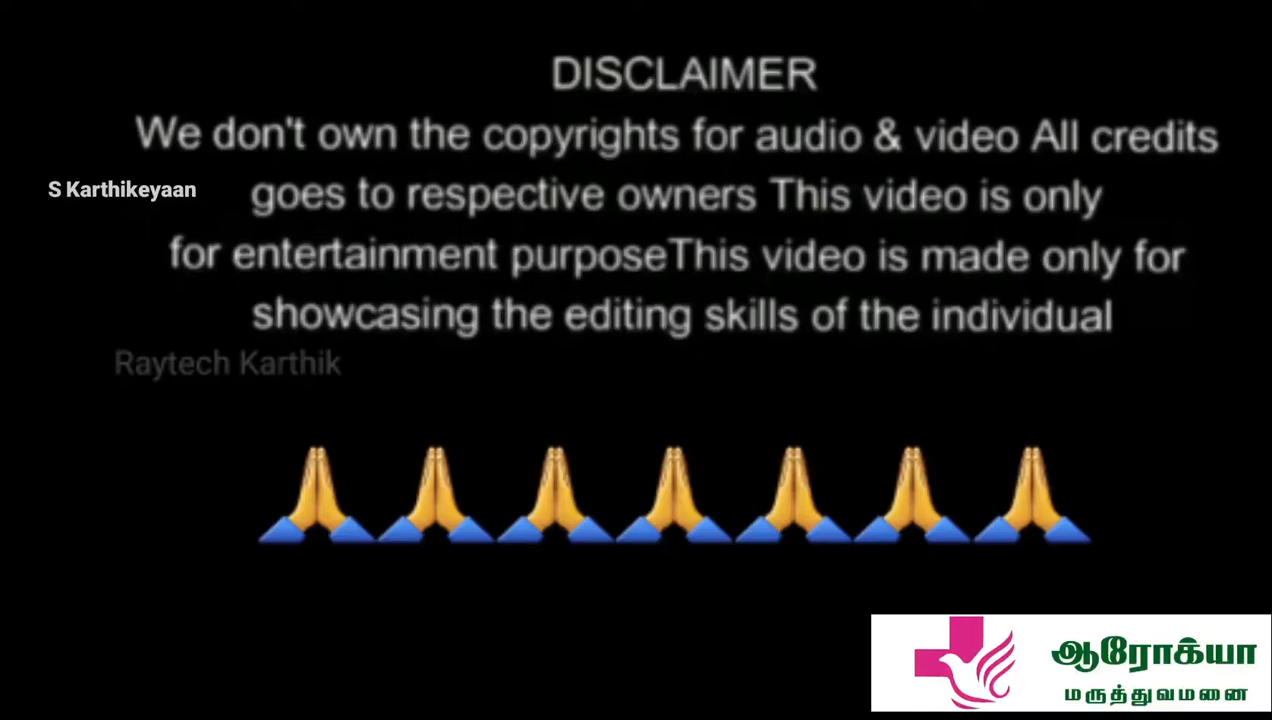 DISCLAIMER
We don't own the copyrights for audio & video All credits
S Karthikeyaan
goes to respective owners This video is only
for entertainment purposeThis video is made only for
showcasing the editing skills of the individual
Raytech Karthik
🙏🙏🙏🙏🙏🙏🙏
ஆரோக்யா
மருத்துவமனை